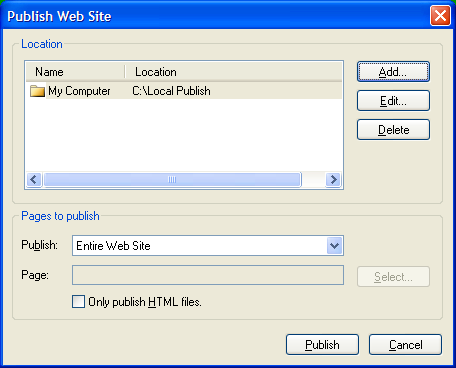 Publish Web Site
Location
Name Location
My Computer C:\Local Publish
Add...
Edit...
Delete
Pages to publish
Publish: Entire Web Site
Page:
Select...
Only publish HTML files.
Publish Cancel